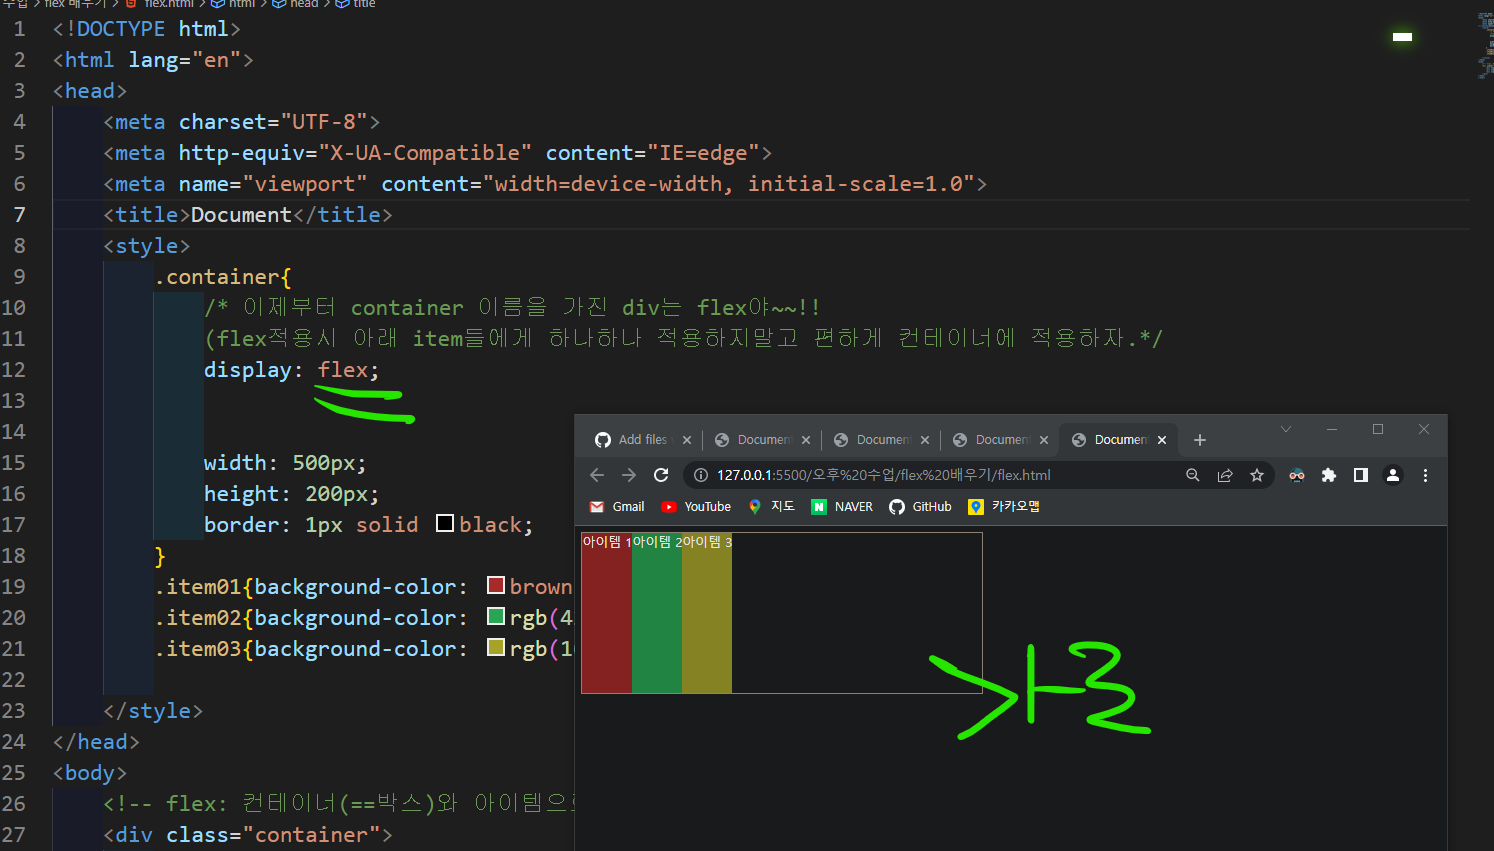 수업 > flex 배우기 > flex.html > html > head > title
1 <!DOCTYPE html>
2 <html lang="en">
3 <head>
4 <meta charset="UTF-8">
5 <meta http-equiv="X-UA-Compatible" content="IE=edge">
6 <meta name="viewport" content="width=device-width, initial-scale=1.0">
7 <title>Document</title>
8 <style>
9 .container{
10 /* 이제부터 container 이름을 가진 div는 flex야~~!!
11 (flex적용시 아래 item들에게 하나하나 적용하지말고 편하게 컨테이너에 적용하자.*/
12 display: flex;
13
14
15 width: 500px;
16 height: 200px;
17 border: 1px solid black;
18 }
19 .item01{background-color: brown
20 .item02{background-color: rgb(4
21 .item03{background-color: rgb(1
22
23 </style>
24 </head>
25 <body>
26 <!-- flex: 컨테이너(==박스)와 아이템으로
27 <div class="container">
Add files
Document
Document
Document
Document
127.0.0.1:5500/오후%20수업/flex%20배우기/flex.html
Gmail YouTube 지도 NAVER GitHub 카카오맵
아이템 1 아이템 2 아이템 3
가로